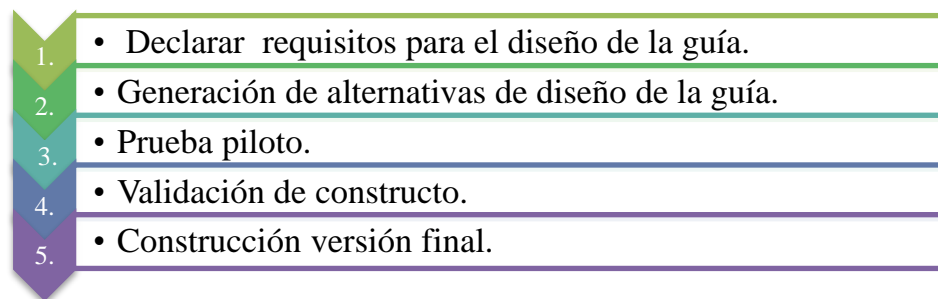 1. • Declarar requisitos para el diseño de la guía.
2. • Generación de alternativas de diseño de la guía.
3. • Prueba piloto.
4. • Validación de constructo.
5. • Construcción versión final.